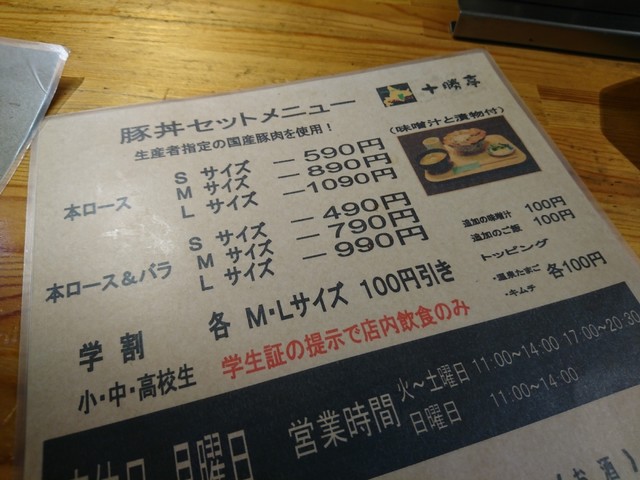 十勝亭
豚丼セットメニュー
生産者指定の国産豚肉を使用!
(味噌汁と漬物付)
本ロース
S サイズ ー 590円
M サイズ ー 890円
L サイズ ー1090円
本ロース&バラ
S サイズ ー 490円
M サイズ ー 790円
L サイズ ー 990円
追加の味噌汁 100円
追加のご飯 100円
トッピング
・温泉たまご
・キムチ 各100円
学 割 各 M・Lサイズ 100円引き
小・中・高校生 学生証の提示で店内飲食のみ
営業時間 火~土曜日 11:00~14:00 17:00~20:30
日曜日 11:00~14:00
定休日 月曜日
(お酒)